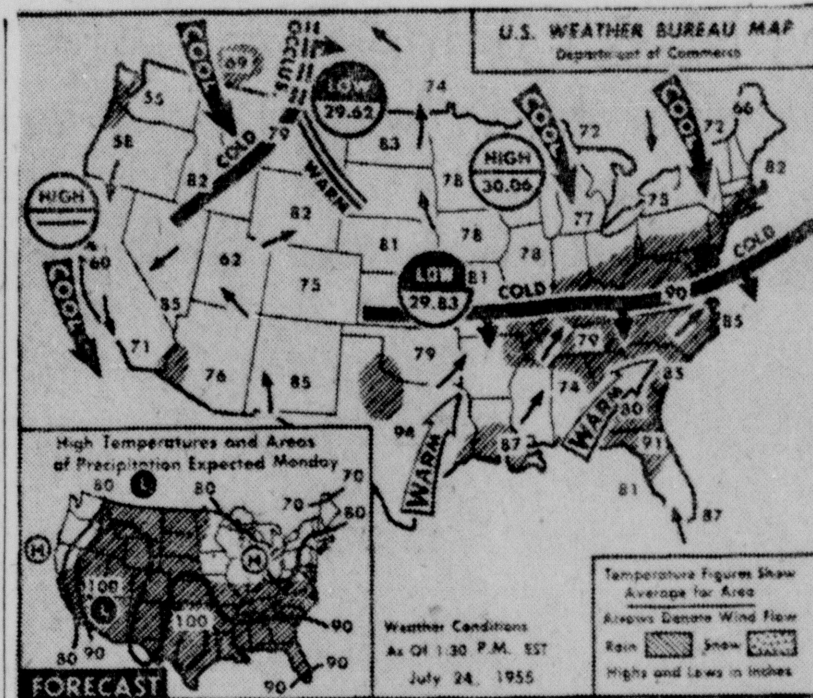 U.S. WEATHER BUREAU MAP
Department of Commerce
COOL
69
OCCLUS.
LOW
29.62
74
COOL
COOL
55
58
79
COLD
82
WARM
83
78
HIGH
30.06
72
72
66
82
75
77
HIGH
60
COOL
82
62
81
78
78
75
LOW
29.83
81
COLD
90
COLD
85
85
71
76
85
79
79
85
74
80
94
87
91
WARM
WARM
81
87
High Temperatures and Areas
of Precipitation Expected Monday
80
L
80
70
70
80
H
H
100
L
100
80
90
90
90
90
FORECAST
Weather Conditions
As Of 1:30 P.M. EST
July 24, 1955
Temperature Figures Show
Average for Area
Arrows Denote Wind Flow
Rain
Snow
Highs and Lows in Inches